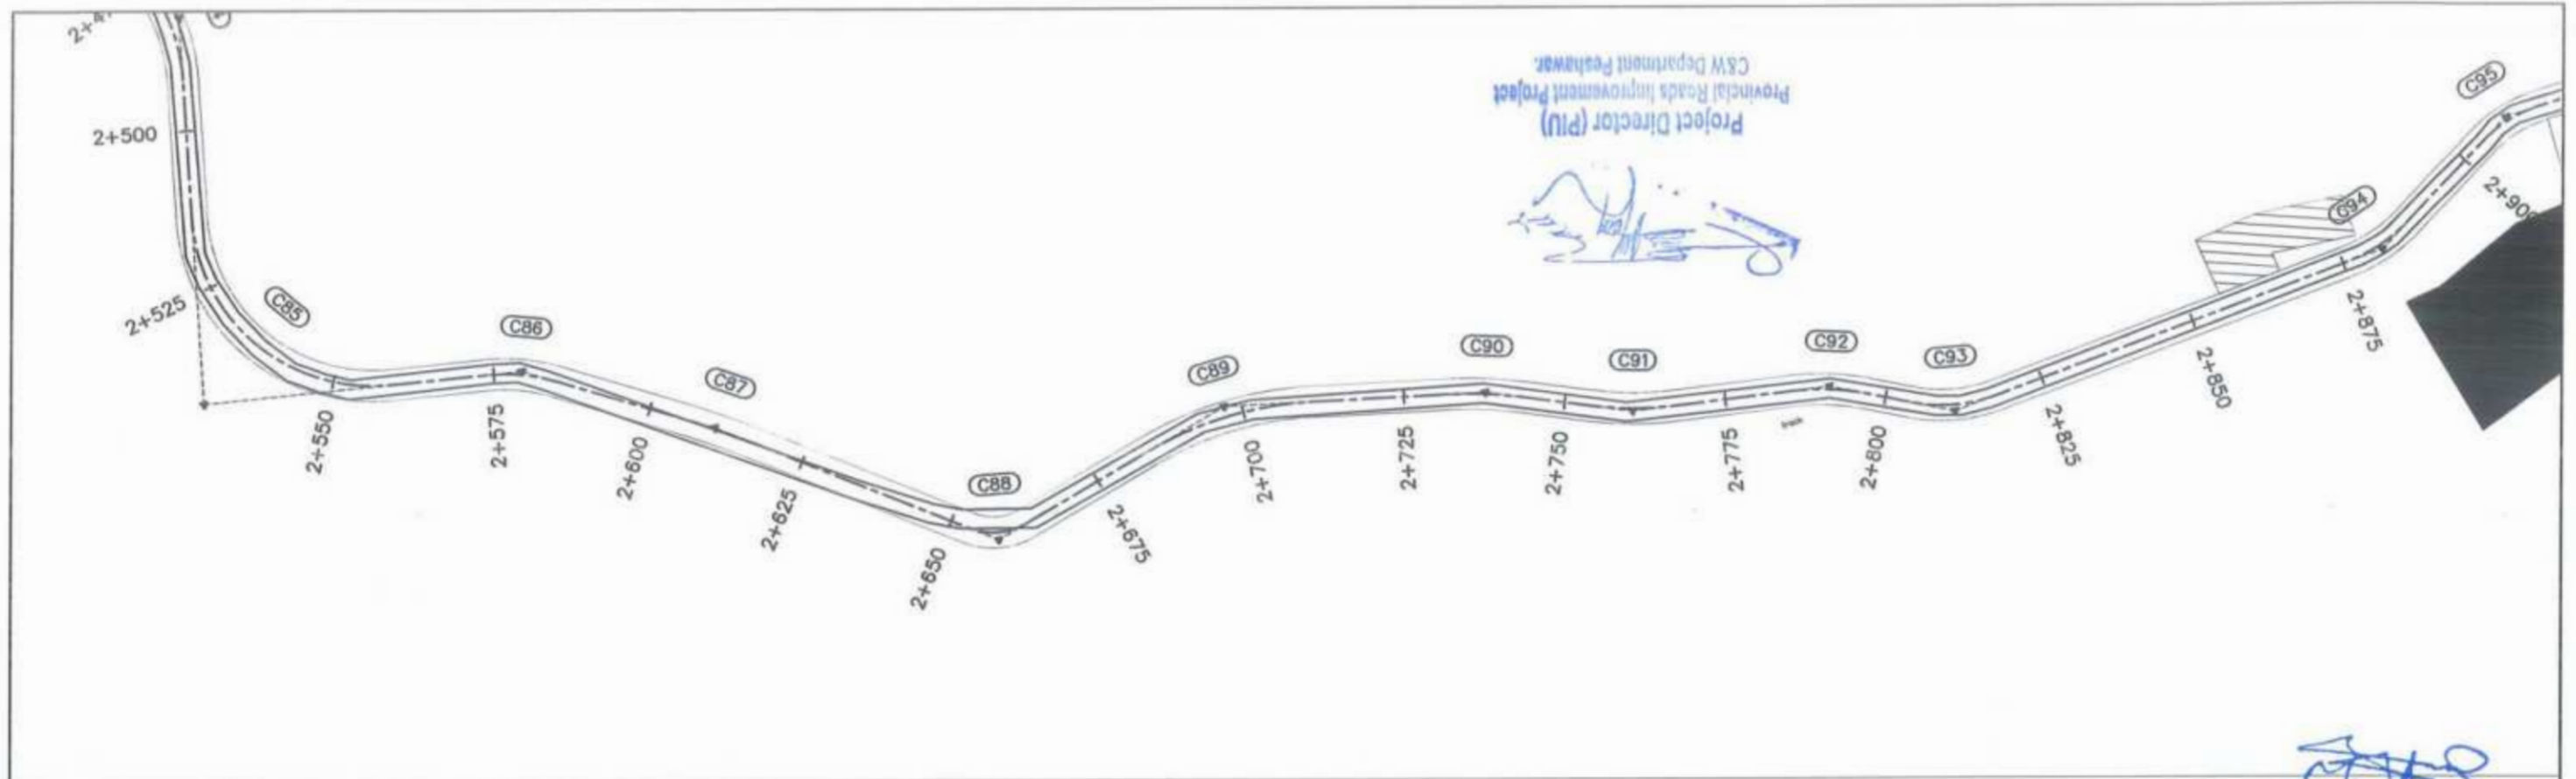 2+500
2+525
C85
2+550
C86
2+575
2+600
C87
2+625
2+650
C88
2+675
C89
2+700
2+725
C90
2+750
C91
2+775
C92
2+800
C93
2+825
2+850
C94
2+875
C95
2+900
Project Director (PIU)
Provincial Roads Improvement Project
C&W Department Peshawar.